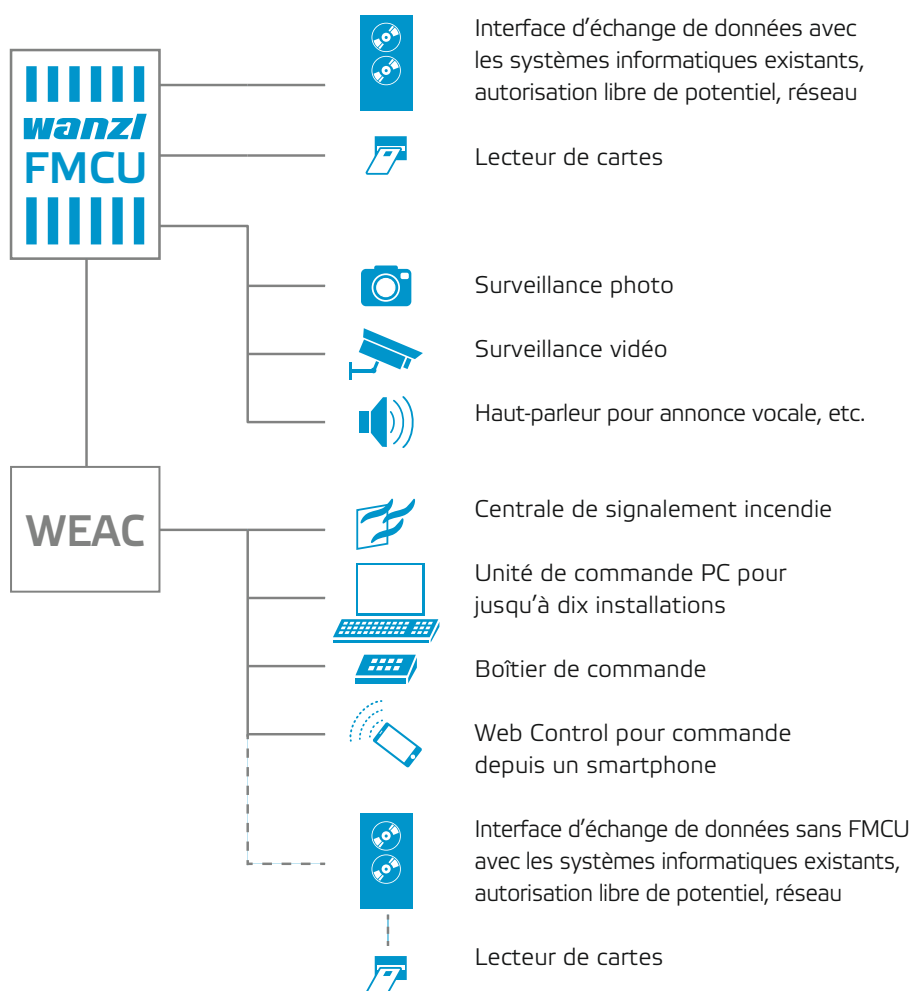 Interface d'échange de données avec
les systèmes informatiques existants,
autorisation libre de potentiel, réseau
wanzl
FMCU
Lecteur de cartes
Surveillance photo
Surveillance vidéo
Haut-parleur pour annonce vocale, etc.
WEAC
Centrale de signalement incendie
Unité de commande PC pour
jusqu'à dix installations
Boîtier de commande
Web Control pour commande
depuis un smartphone
Interface d'échange de données sans FMCU
avec les systèmes informatiques existants,
autorisation libre de potentiel, réseau
Lecteur de cartes